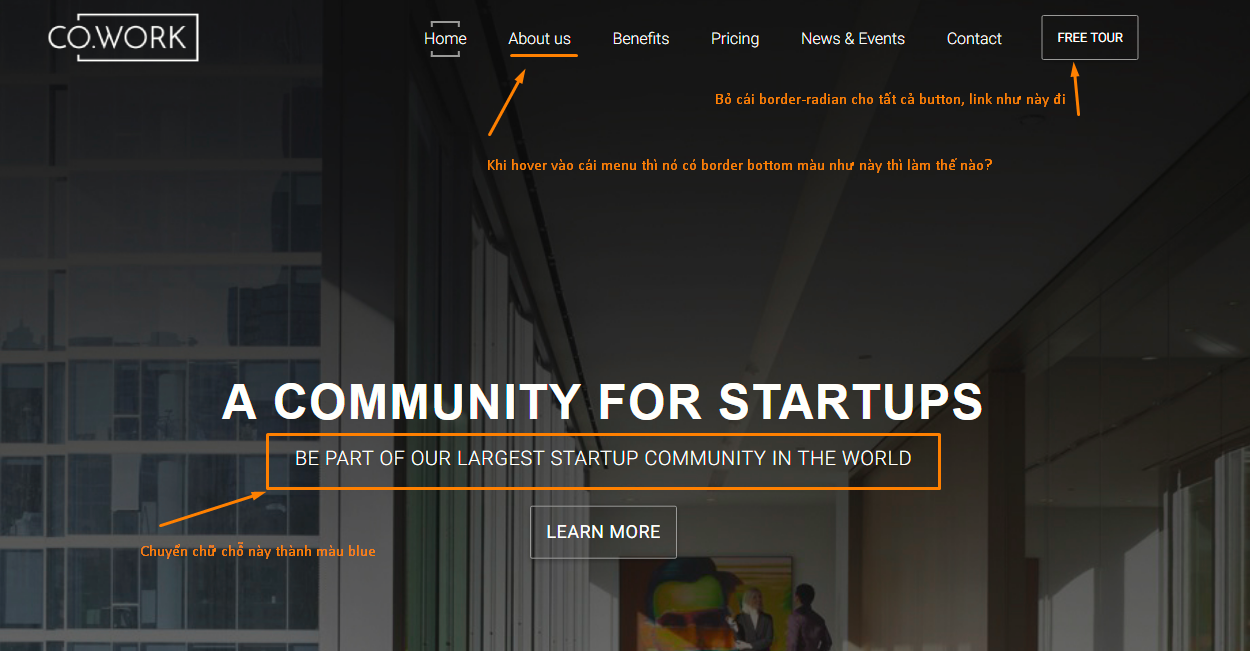 CO.WORK
Home About us Benefits Pricing News & Events Contact FREE TOUR
Bỏ cái border-radian cho tất cả button, link như này đi
Khi hover vào cái menu thì nó có border bottom màu như này thì làm thế nào?
A COMMUNITY FOR STARTUPS
BE PART OF OUR LARGEST STARTUP COMMUNITY IN THE WORLD
LEARN MORE
Chuyển chữ chỗ này thành màu blue